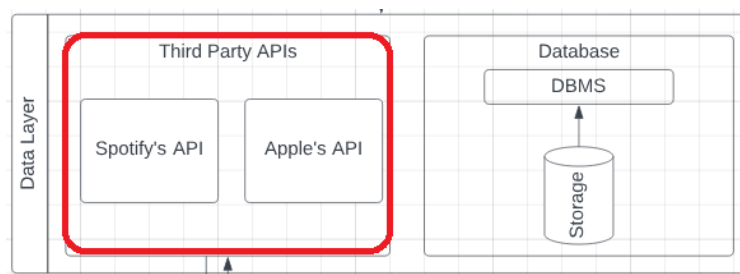 Data Layer
Third Party APIs
Spotify's API
Apple's API
Database
DBMS
Storage